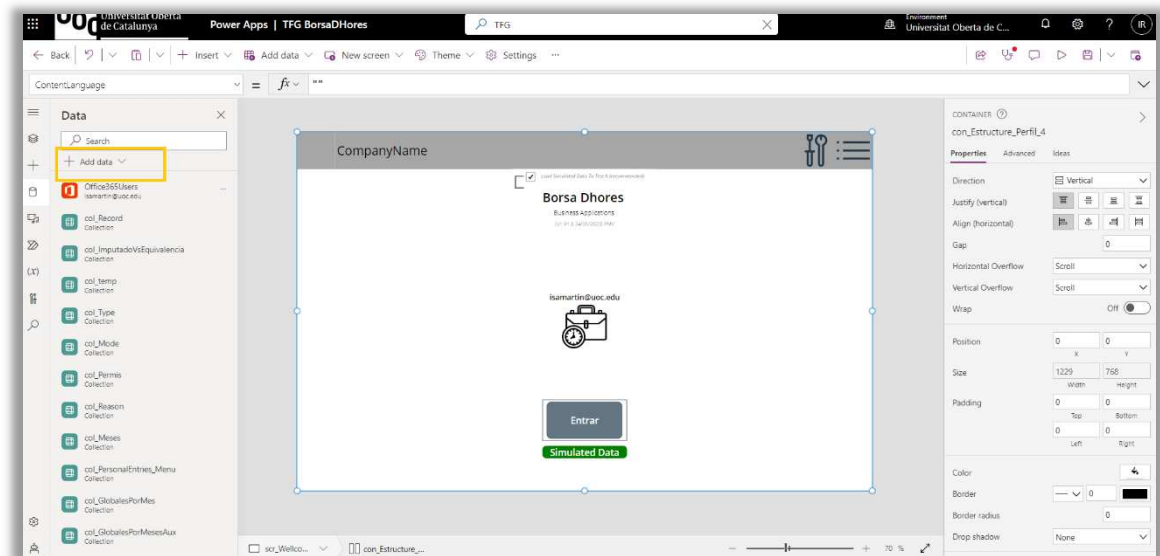 Universitat Oberta
UOC de Catalunya
Power Apps | TFG BorsaDHores
TFG
Environment
Universitat Oberta de C...
?
IR
Back
Insert
Add data
New screen
Theme
Settings
...
ContentLanguage
=
fx
""
Data
Search
Add data
Office365Users
isamartin@uoc.edu
...
col_Record
Collection
col_ImputadoVsEquivalencia
Collection
col_temp
Collection
col_Type
Collection
col_Mode
Collection
col_Permis
Collection
col_Reason
Collection
col_Meses
Collection
col_PersonalEntries_Menu
Collection
col_GlobalesPorMes
Collection
col_GlobalesPorMesesAux
Collection
(x)
CompanyName
Borsa Dhores
Business Applications
isamartin@uoc.edu
Entrar
Simulated Data
scr_Wellco...
con_Estructure_...
70 %
CONTAINER
con_Estructure_Perfil_4
Properties Advanced Ideas
Direction
Vertical
Justify (vertical)
Align (horizontal)
Gap
0
Horizontal Overflow
Scroll
Vertical Overflow
Scroll
Wrap
Off
Position
0 0
X Y
Size
1229 768
Width Height
Padding
0 0
Top Bottom
0 0
Left Right
Color
Border
0
Border radius
0
Drop shadow
None